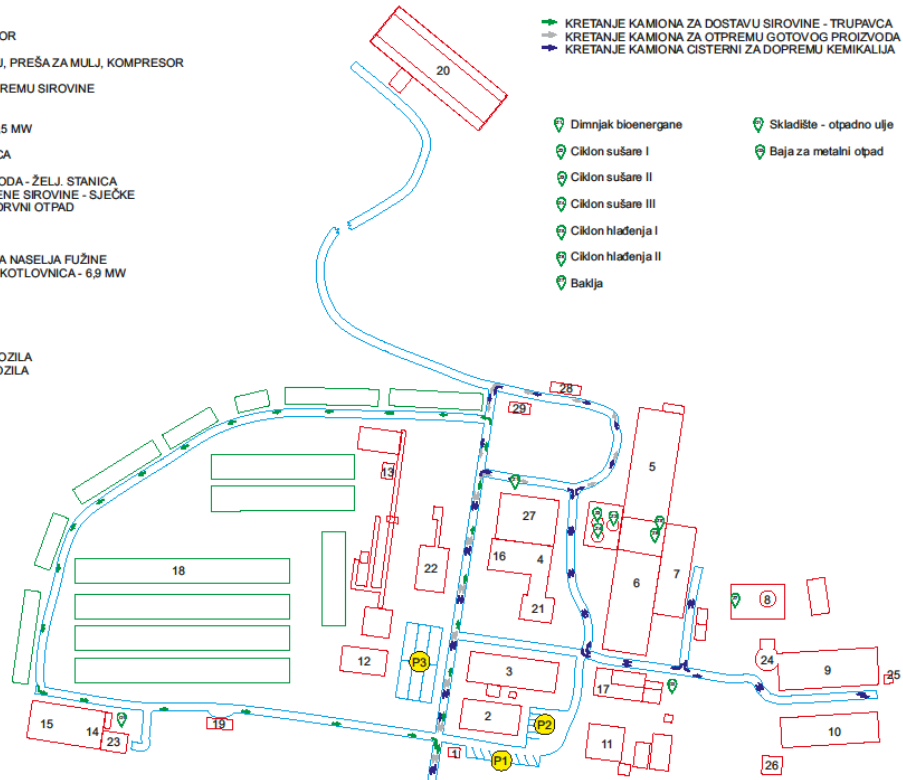 OR
J, PREŠA ZA MULJ, KOMPRESOR
REMU SIROVINE
5 MW
CA
ODA - ŽELJ. STANICA
ENE SIROVINE - SJEČKE
DRVNI OTPAD
A NASELJA FUŽINE
KOTLOVNICA - 6,9 MW
OZILA
OZILA
KRETANJE KAMIONA ZA DOSTAVU SIROVINE - TRUPAVCA
KRETANJE KAMIONA ZA OTPREMU GOTOVOG PROIZVODA
KRETANJE KAMIONA CISTERNI ZA DOPREMU KEMIKALIJA
Dimnjak bioenergane
Ciklon sušare I
Ciklon sušare II
Ciklon sušare III
Ciklon hlađenja I
Ciklon hlađenja II
Baklja
Skladište - otpadno ulje
Baja za metalni otpad
20
28
29
5
13
27
16
4
18
22
6
7
21
8
12
P3
3
24
9
25
17
15
14
23
19
2
P2
11
10
1
P1
26